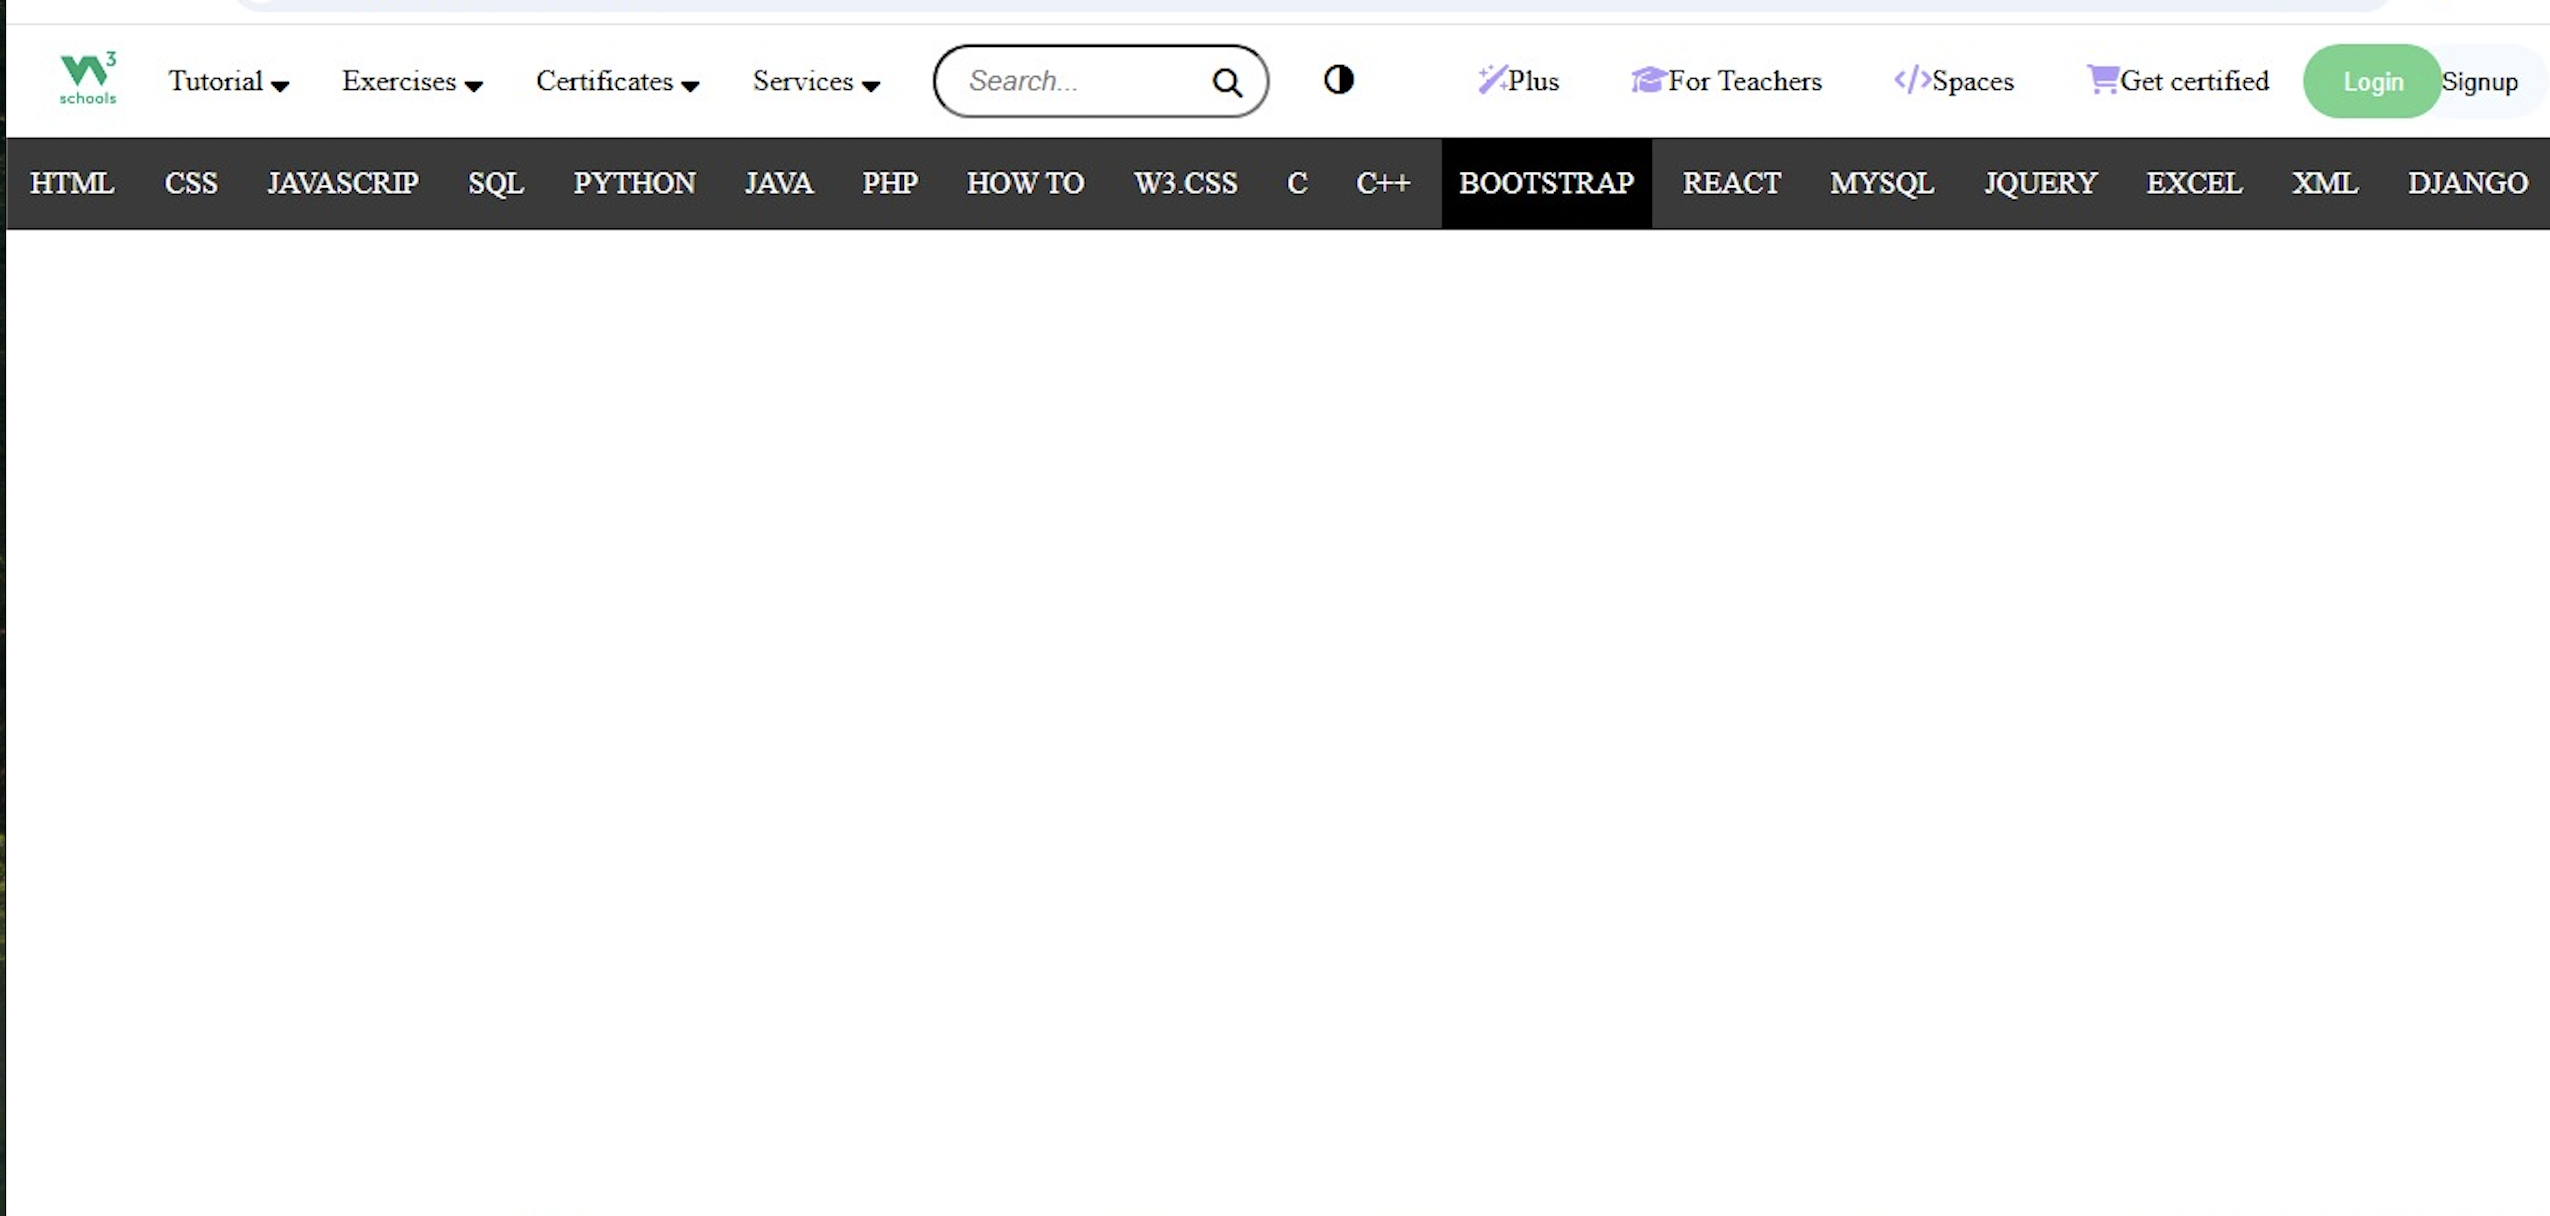 W3 schools Tutorial Exercises Certificates Services Search... Plus For Teachers </>Spaces Get certified Login Signup
HTML CSS JAVASCRIP SQL PYTHON JAVA PHP HOW TO W3.CSS C C++ BOOTSTRAP REACT MYSQL JQUERY EXCEL XML DJANGO